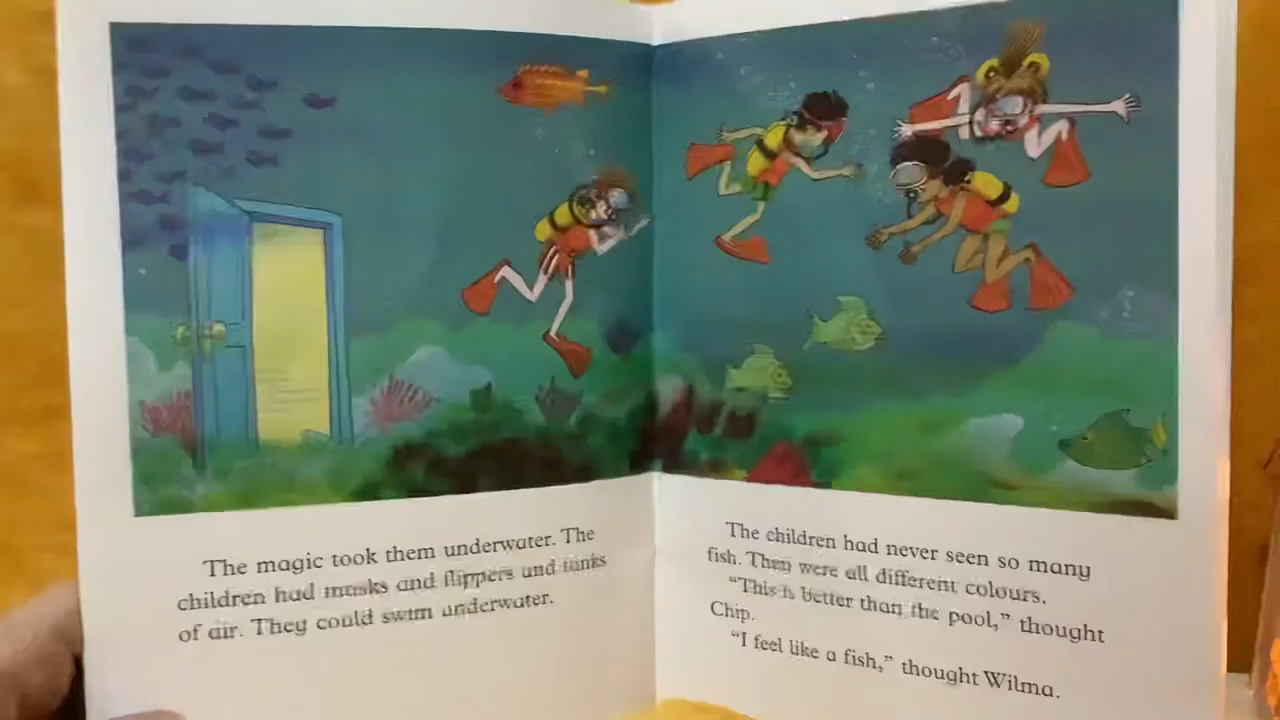 The magic took them underwater. The
children had masks and flippers and tanks
of air. They could swim underwater.
The children had never seen so many
fish. They were all different colours.
“This is better than the pool,” thought
Chip.
“I feel like a fish,” thought Wilma.